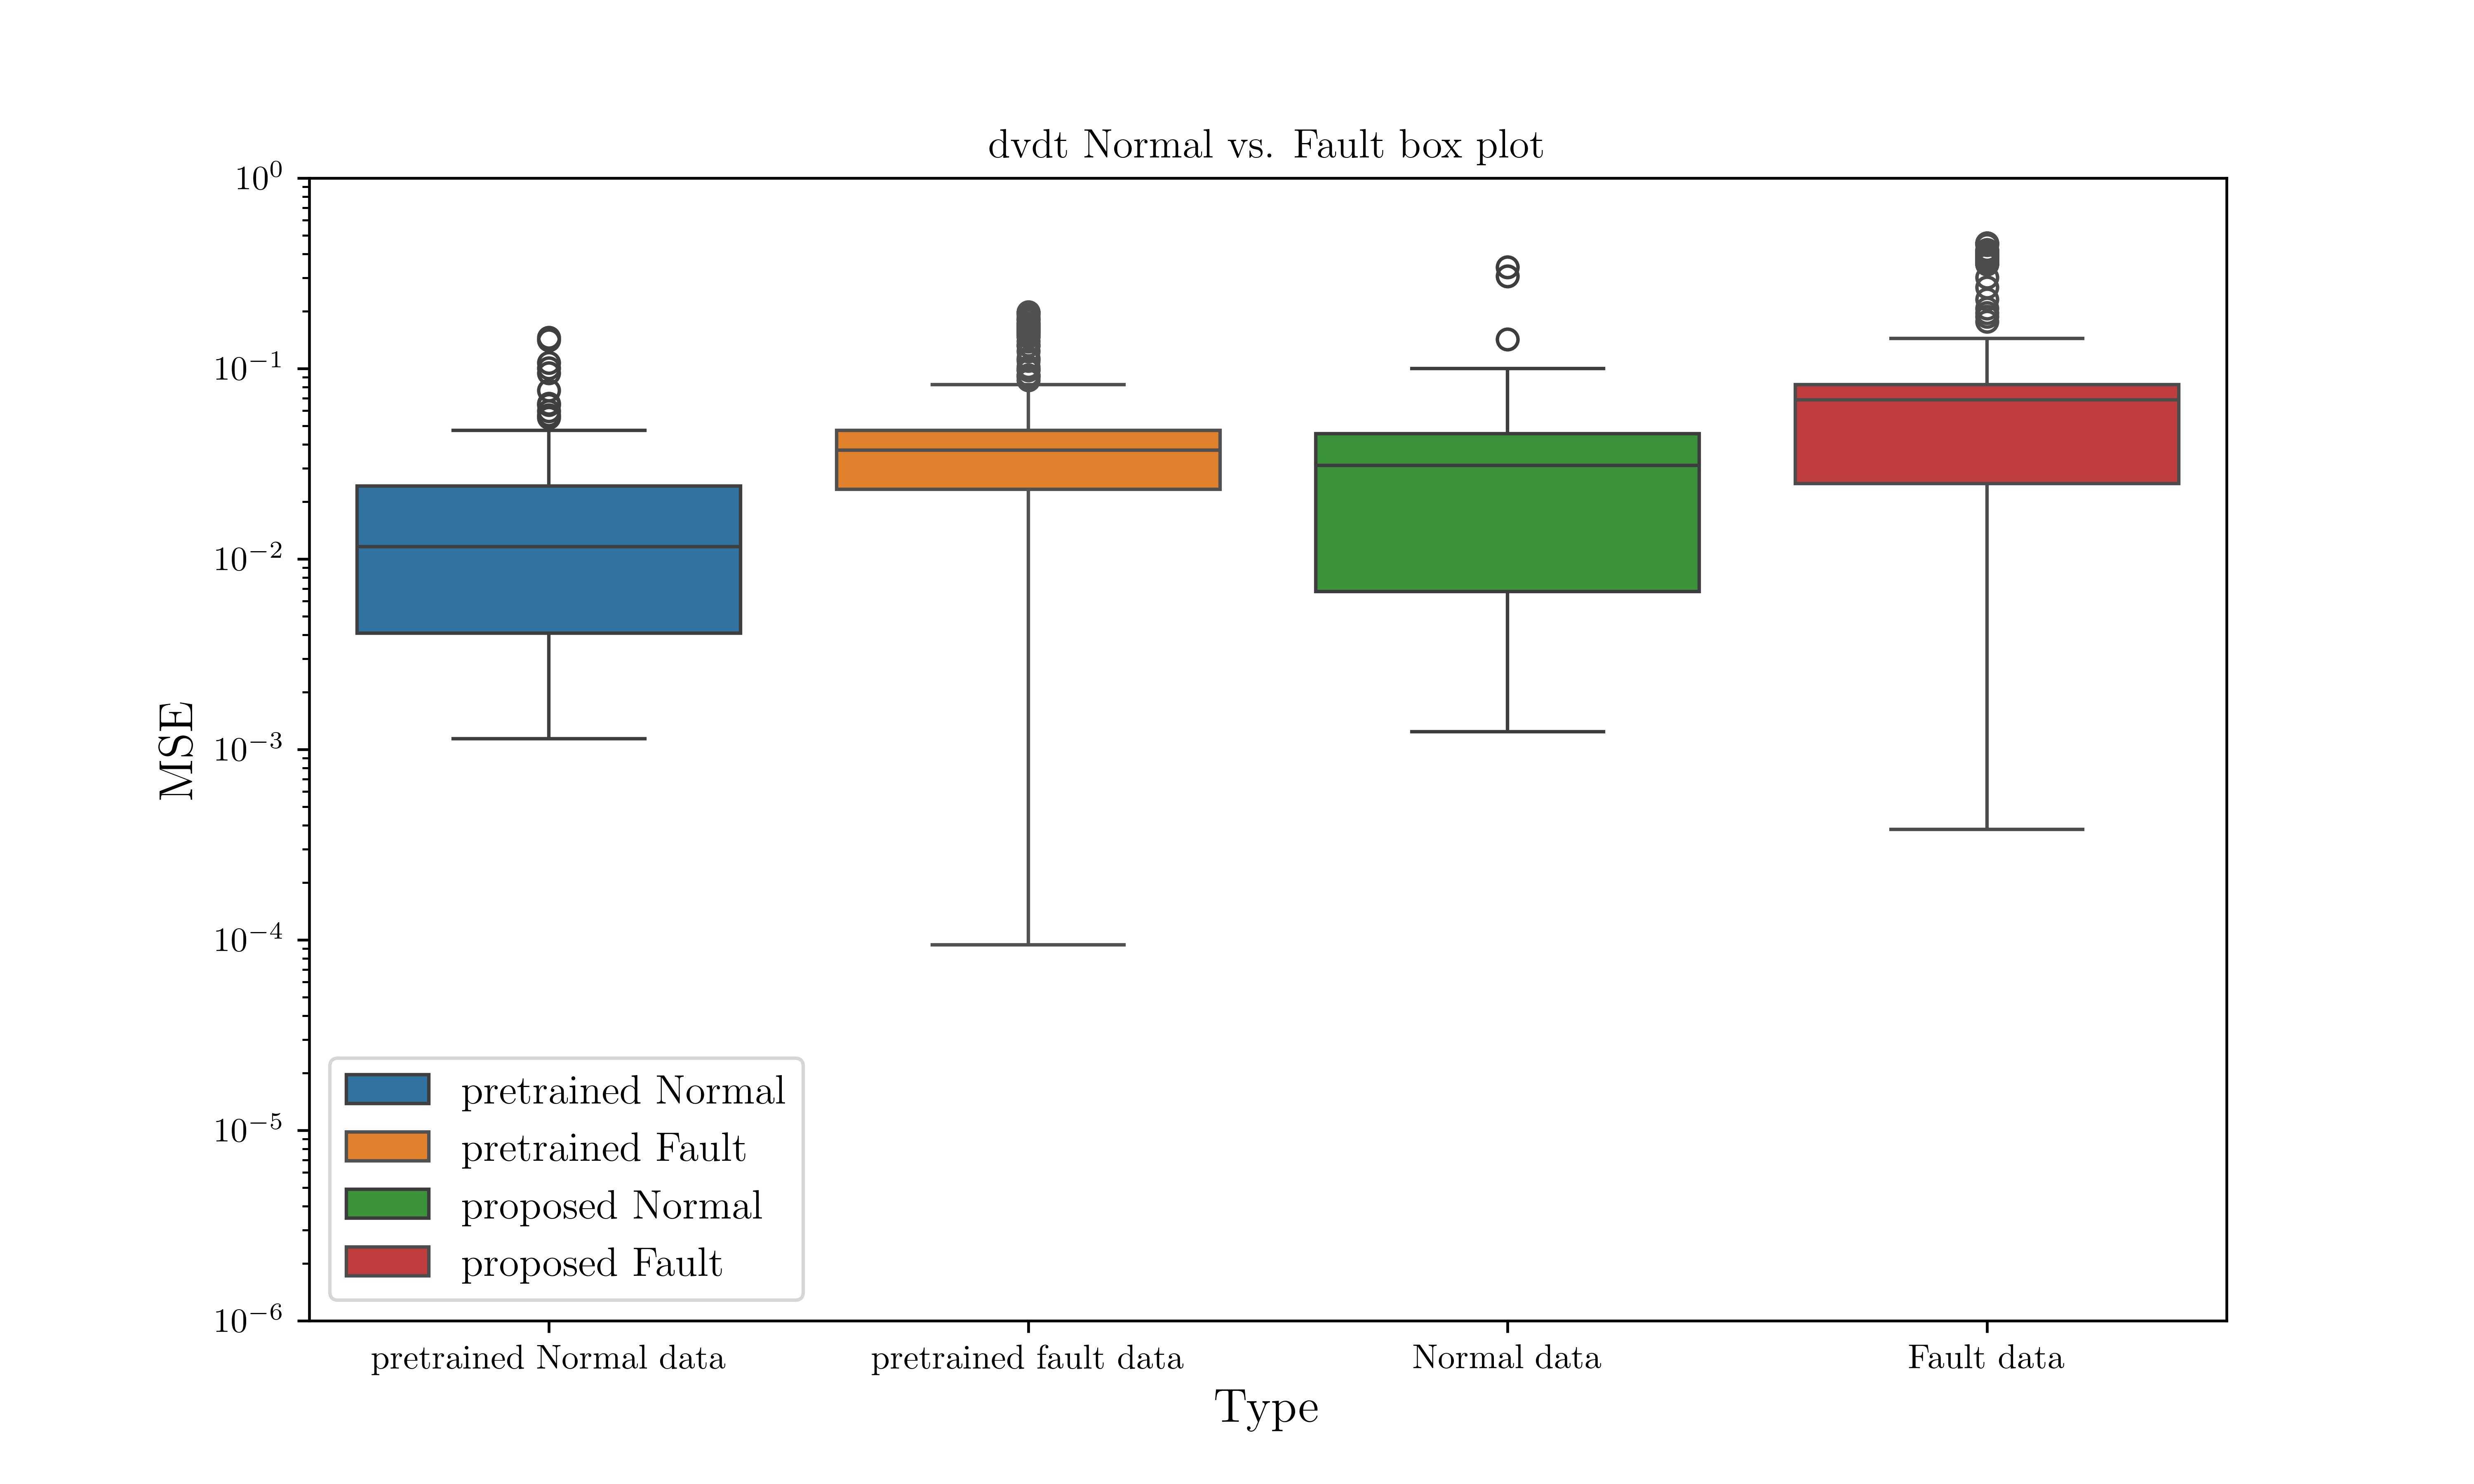 dvdt Normal vs. Fault box plot
10⁰
10⁻¹
10⁻²
10⁻³
10⁻⁴
10⁻⁵
10⁻⁶
MSE
pretrained Normal
pretrained Fault
proposed Normal
proposed Fault
pretrained Normal data
pretrained fault data
Normal data
Fault data
Type